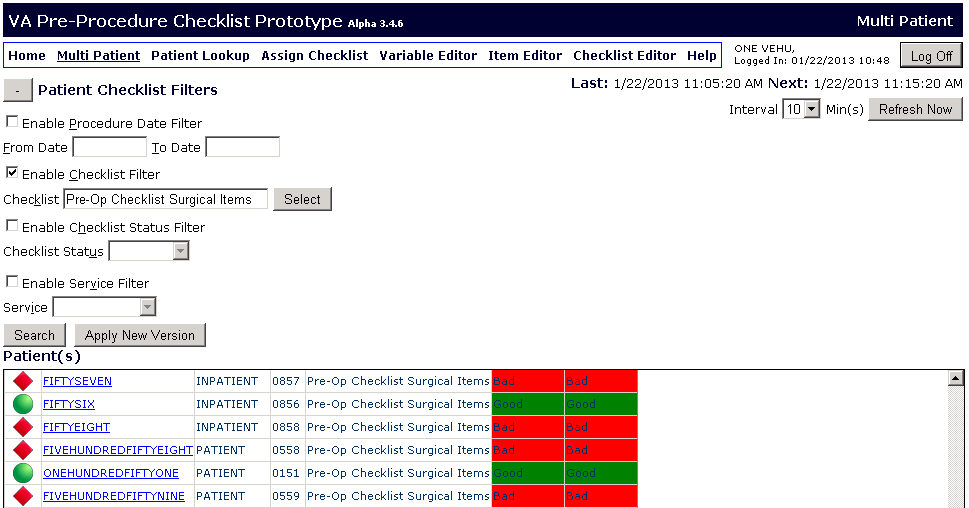 VA Pre-Procedure Checklist Prototype Alpha 3.4.6 Multi Patient
Home Multi Patient Patient Lookup Assign Checklist Variable Editor Item Editor Checklist Editor Help
ONE VEHU,
Logged In: 01/22/2013 10:48
Log Off
- Patient Checklist Filters
Last: 1/22/2013 11:05:20 AM Next: 1/22/2013 11:15:20 AM
Interval 10 Min(s) Refresh Now
Enable Procedure Date Filter
From Date To Date
Enable Checklist Filter
Checklist Pre-Op Checklist Surgical Items Select
Enable Checklist Status Filter
Checklist Status
Enable Service Filter
Service
Search Apply New Version
Patient(s)
FIFTYSEVEN INPATIENT 0857 Pre-Op Checklist Surgical Items Bad Bad
FIFTYSIX INPATIENT 0856 Pre-Op Checklist Surgical Items Good Good
FIFTYEIGHT INPATIENT 0858 Pre-Op Checklist Surgical Items Bad Bad
FIVEHUNDREDFIFTYEIGHT PATIENT 0558 Pre-Op Checklist Surgical Items Bad Bad
ONEHUNDREDFIFTYONE PATIENT 0151 Pre-Op Checklist Surgical Items Good Good
FIVEHUNDREDFIFTYNINE PATIENT 0559 Pre-Op Checklist Surgical Items Bad Bad